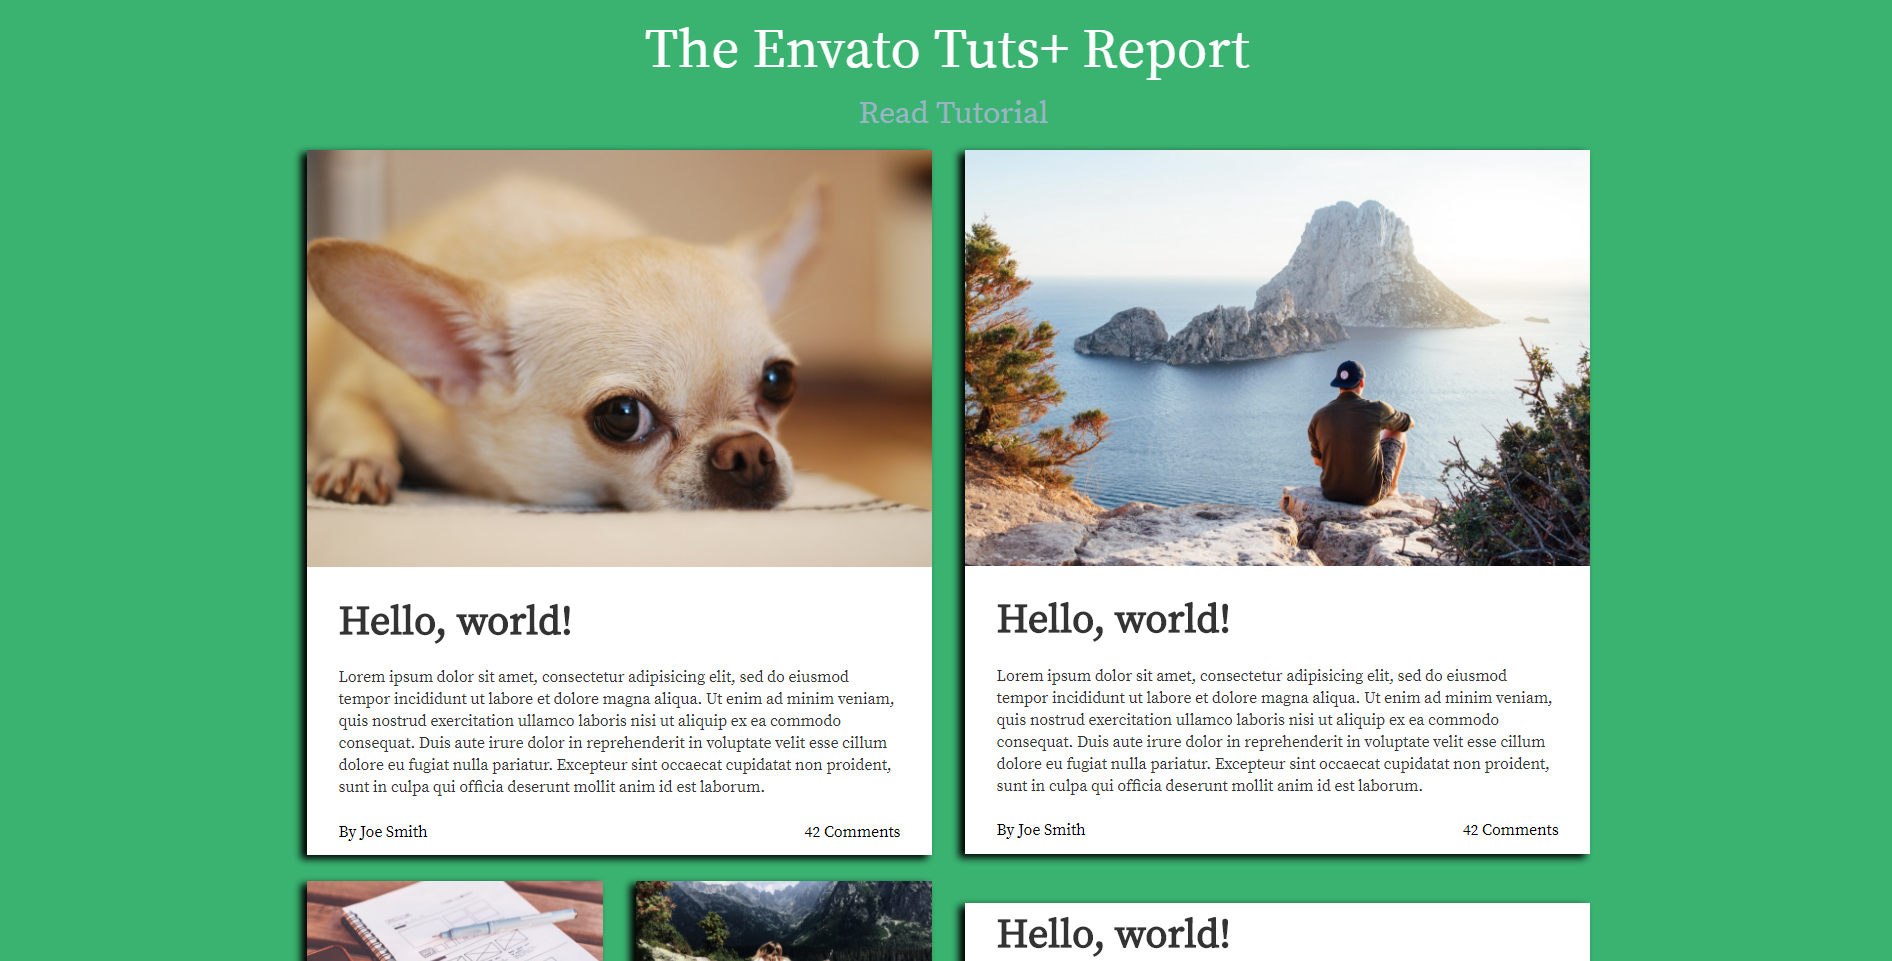 The Envato Tuts+ Report
Read Tutorial
Hello, world!
Lorem ipsum dolor sit amet, consectetur adipisicing elit, sed do eiusmod
tempor incididunt ut labore et dolore magna aliqua. Ut enim ad minim veniam,
quis nostrud exercitation ullamco laboris nisi ut aliquip ex ea commodo
consequat. Duis aute irure dolor in reprehenderit in voluptate velit esse cillum
dolore eu fugiat nulla pariatur. Excepteur sint occaecat cupidatat non proident,
sunt in culpa qui officia deserunt mollit anim id est laborum.
By Joe Smith
42 Comments
Hello, world!
Lorem ipsum dolor sit amet, consectetur adipisicing elit, sed do eiusmod
tempor incididunt ut labore et dolore magna aliqua. Ut enim ad minim veniam,
quis nostrud exercitation ullamco laboris nisi ut aliquip ex ea commodo
consequat. Duis aute irure dolor in reprehenderit in voluptate velit esse cillum
dolore eu fugiat nulla pariatur. Excepteur sint occaecat cupidatat non proident,
sunt in culpa qui officia deserunt mollit anim id est laborum.
By Joe Smith
42 Comments
Hello, world!